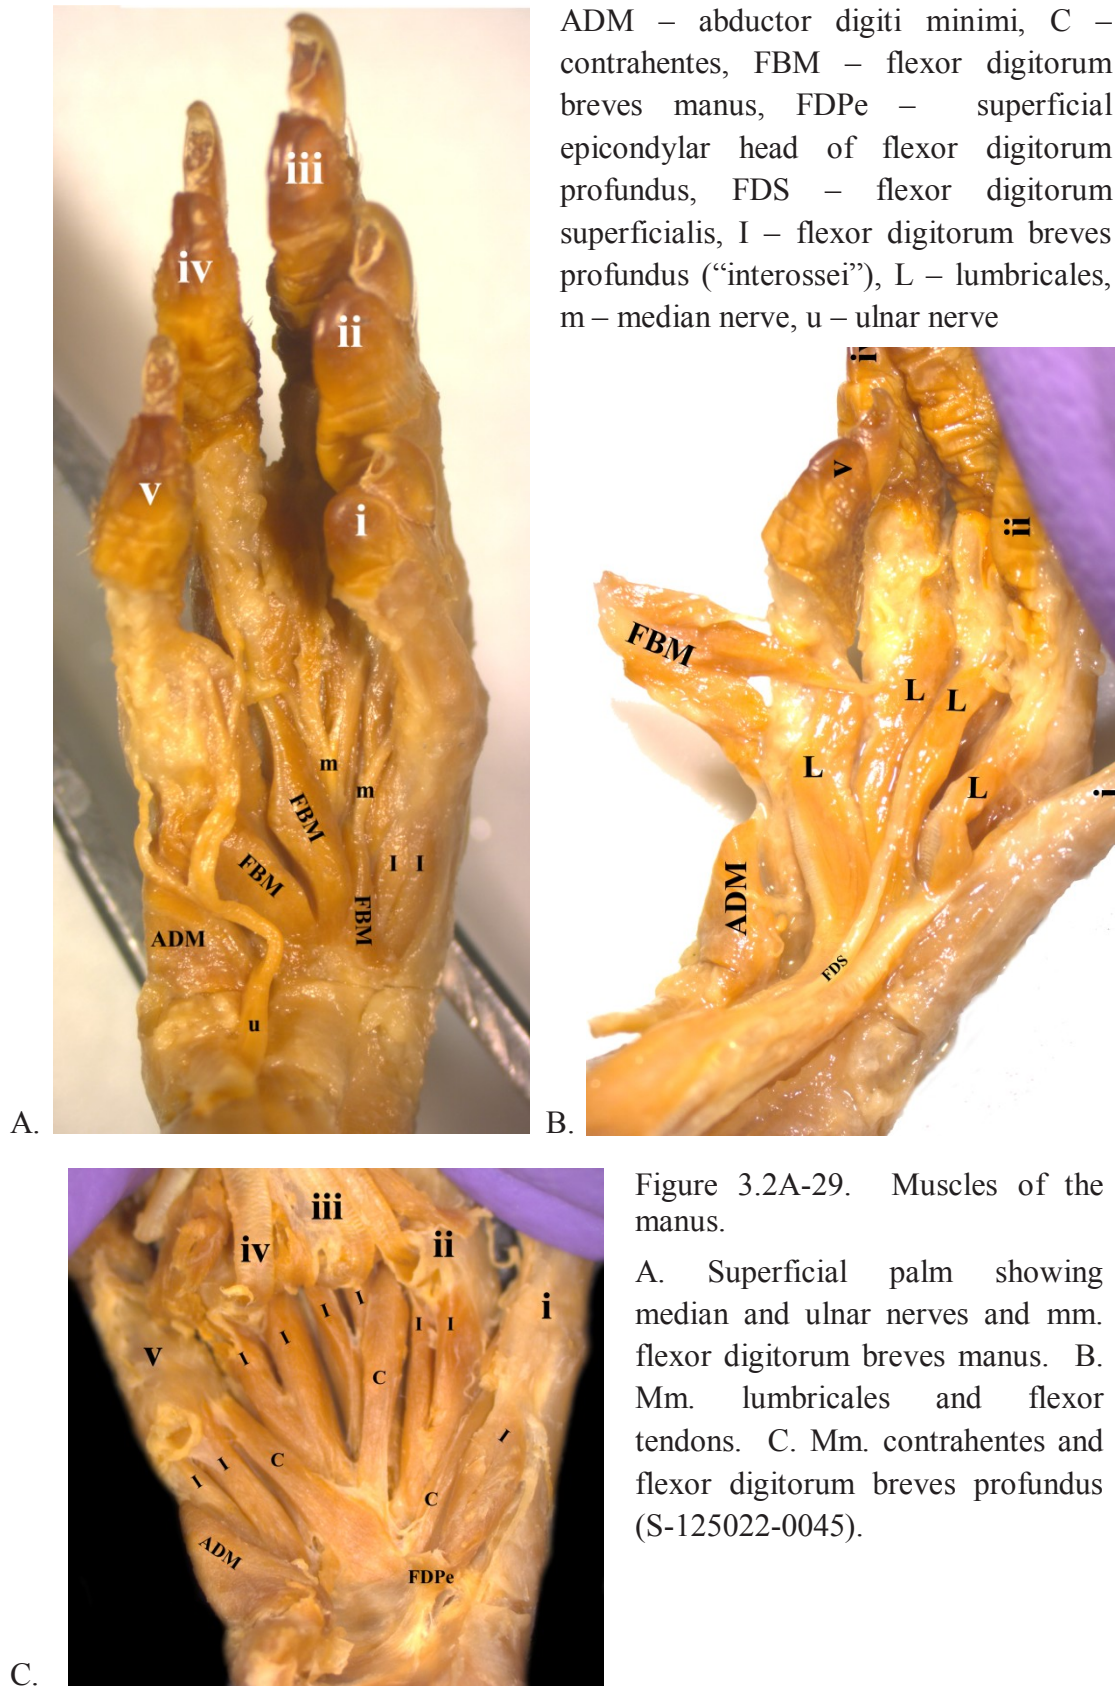 ADM – abductor digiti minimi, C –
contrahentes, FBM – flexor digitorum
breves manus, FDPe – superficial
epicondylar head of flexor digitorum
profundus, FDS – flexor digitorum
superficialis, I – flexor digitorum breves
profundus (“interossei”), L – lumbricales,
m – median nerve, u – ulnar nerve
iii
iv
ii
v
i
m
m
FBM
I I
FBM
FBM
ADM
u
A.
iv
v
ii
FBM
L
L
L
L
i
ADM
FDS
B.
iii
iv
ii
i
v
I
I
I
I
I
I
C
I
C
I
I
C
ADM
FDPe
C.
Figure 3.2A-29. Muscles of the
manus.
A. Superficial palm showing
median and ulnar nerves and mm.
flexor digitorum breves manus. B.
Mm. lumbricales and flexor
tendons. C. Mm. contrahentes and
flexor digitorum breves profundus
(S-125022-0045).